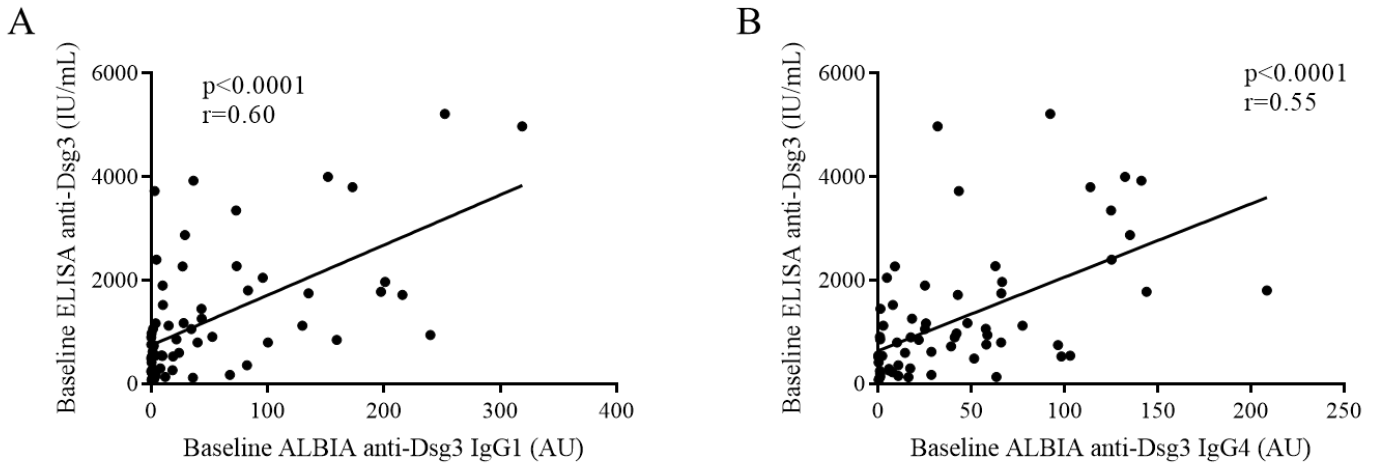 A
Baseline ELISA anti-Dsg3 (IU/mL)
6000
4000
2000
0
p<0.0001
r=0.60
0 100 200 300 400
Baseline ALBIA anti-Dsg3 IgG1 (AU)
B
Baseline ELISA anti-Dsg3 (IU/mL)
6000
4000
2000
0
p<0.0001
r=0.55
0 50 100 150 200 250
Baseline ALBIA anti-Dsg3 IgG4 (AU)